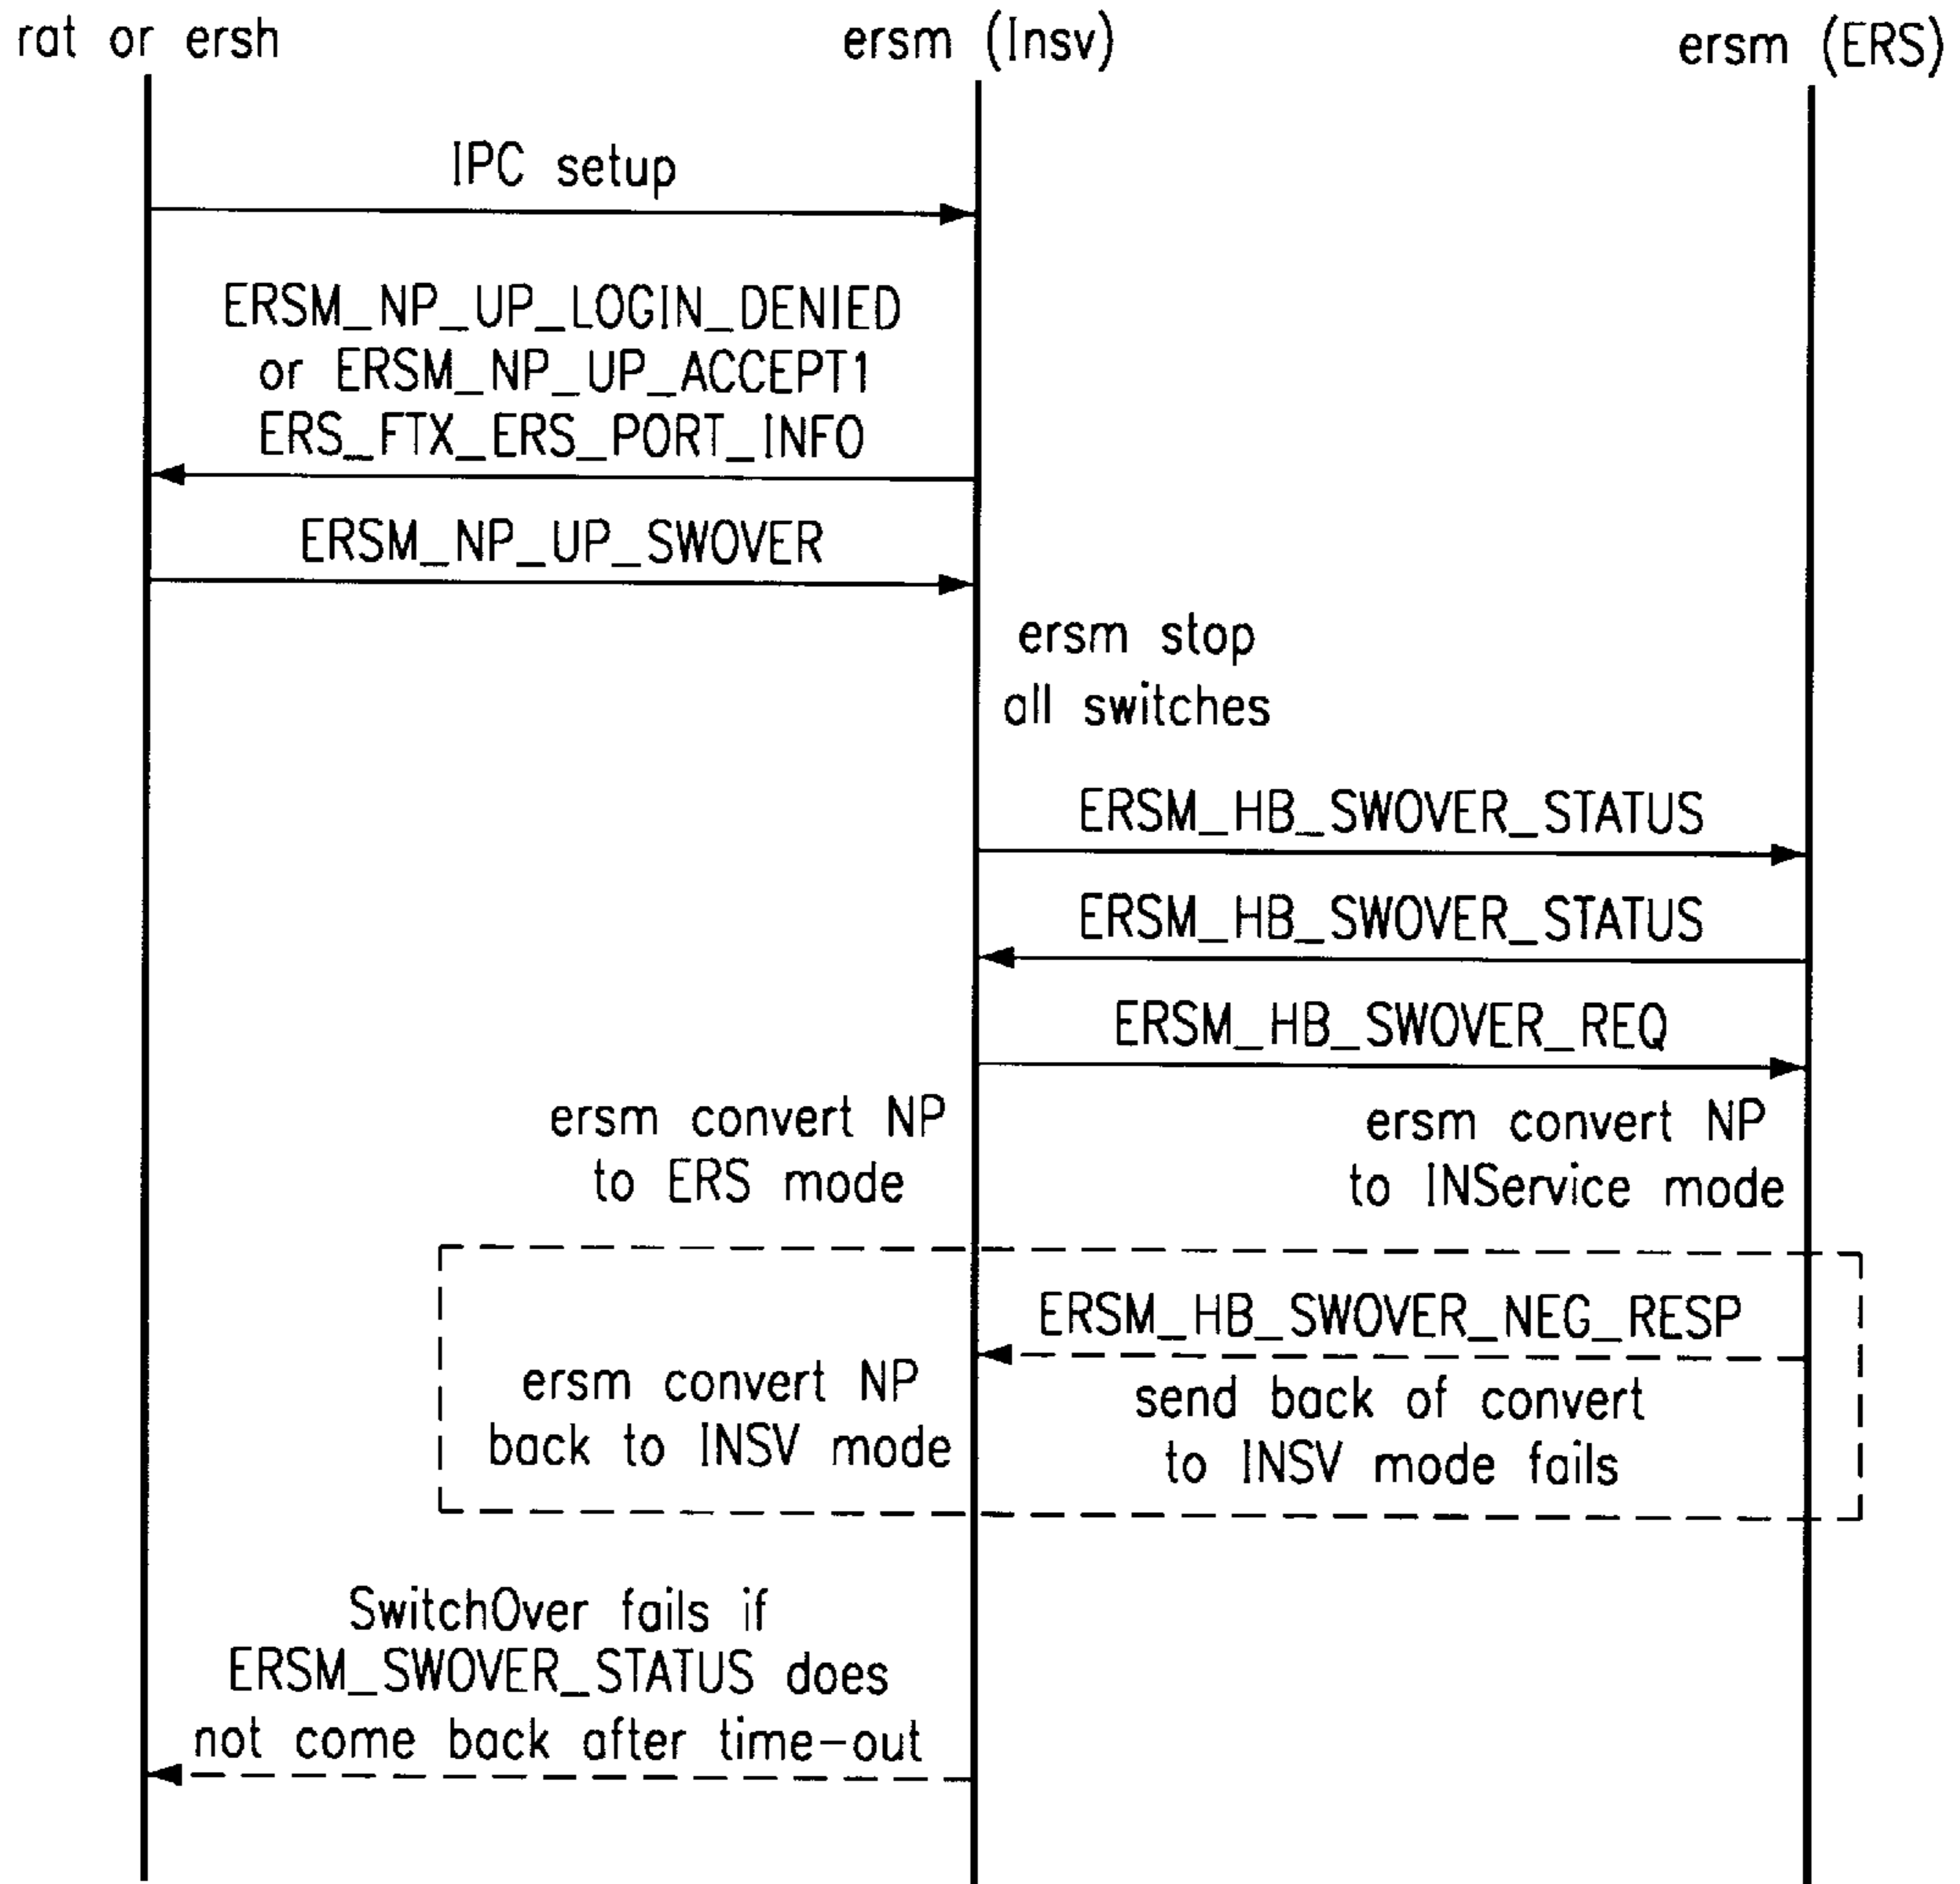 rat or ersh
ersm (Insv)
ersm (ERS)
IPC setup
ERSM_NP_UP_LOGIN_DENIED
or ERSM_NP_UP_ACCEPT1
ERS_FTX_ERS_PORT_INFO
ERSM_NP_UP_SWOVER
ersm stop
all switches
ERSM_HB_SWOVER_STATUS
ERSM_HB_SWOVER_STATUS
ERSM_HB_SWOVER_REQ
ersm convert NP
to ERS mode
ersm convert NP
to INService mode
ERSM_HB_SWOVER_NEG_RESP
ersm convert NP
back to INSV mode
send back of convert
to INSV mode fails
SwitchOver fails if
ERSM_SWOVER_STATUS does
not come back after time-out